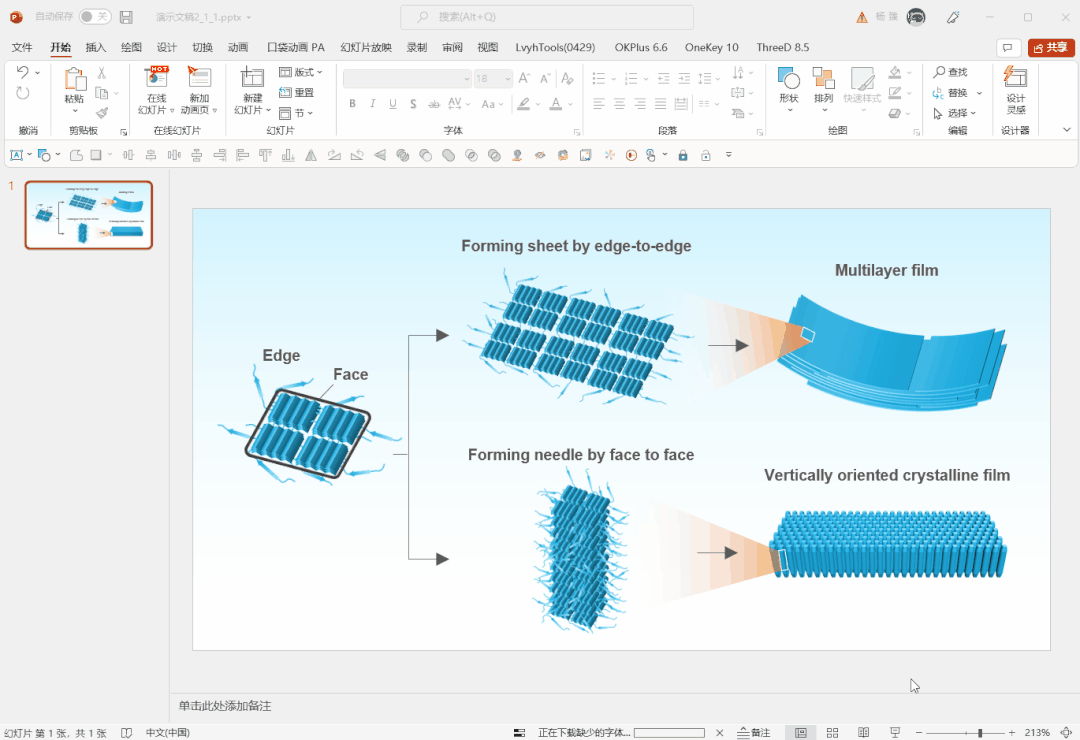 自动保存 关 演示文稿2_1_1.pptx 搜索(Alt+Q)
文件 开始 插入 绘图 设计 切换 动画 口袋动画 PA 幻灯片放映 录制 审阅 视图 LvyhTools(0429) OKPlus 6.6 OneKey 10 ThreeD 8.5 共享
粘贴 HOT 在线 幻灯片 新加 动画页 新建 幻灯片 版式 重置 节 18 形状 排列 快速样式 查找 替换 选择 设计 灵感
撤消 剪贴板 在线幻灯片 幻灯片 字体 段落 绘图 编辑 设计器
1
Forming sheet by edge-to-edge
Multilayer film
Edge
Face
Forming needle by face to face
Vertically oriented crystalline film
单击此处添加备注
幻灯片 第 1 张，共 1 张 中文(中国) 正在下载缺少的字体... 备注 213%